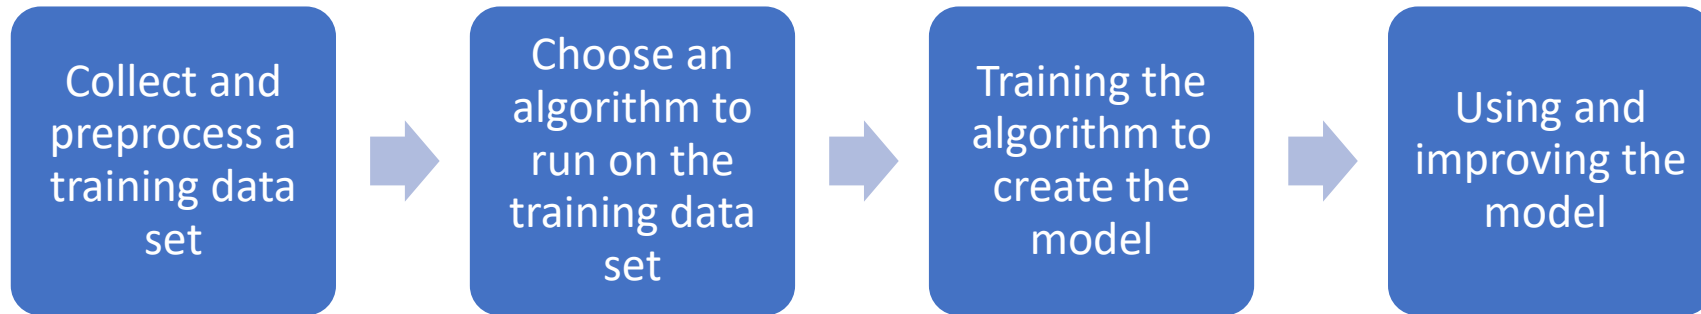 Collect and
preprocess a
training data
set
Choose an
algorithm to
run on the
training data
set
Training the
algorithm to
create the
model
Using and
improving the
model